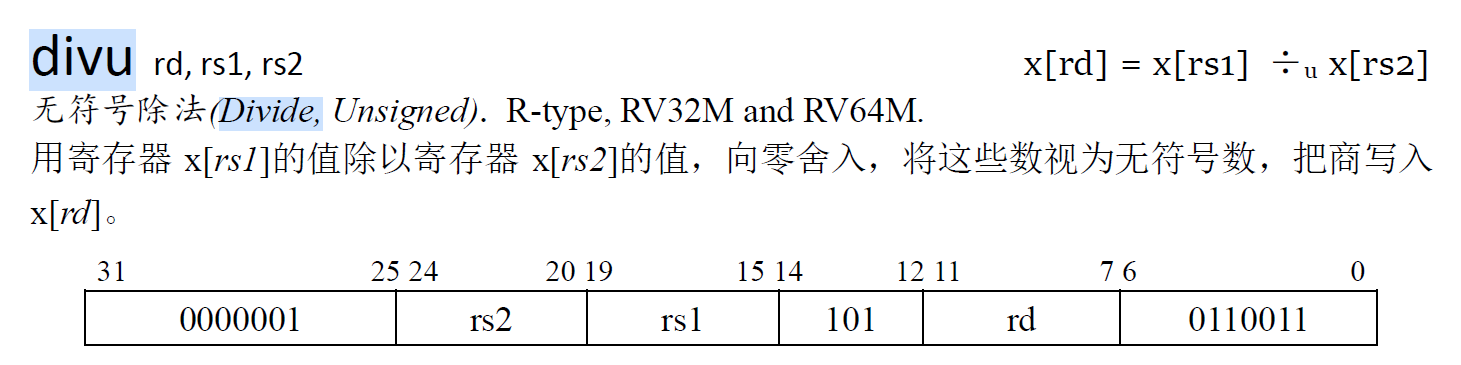 divu rd, rs1, rs2 x[rd] = x[rs1] ÷u x[rs2]
无符号除法(Divide, Unsigned). R-type, RV32M and RV64M.
用寄存器 x[rs1]的值除以寄存器 x[rs2]的值，向零舍入，将这些数视为无符号数，把商写入
x[rd]。
31 25 24 20 19 15 14 12 11 7 6 0
0000001 rs2 rs1 101 rd 0110011